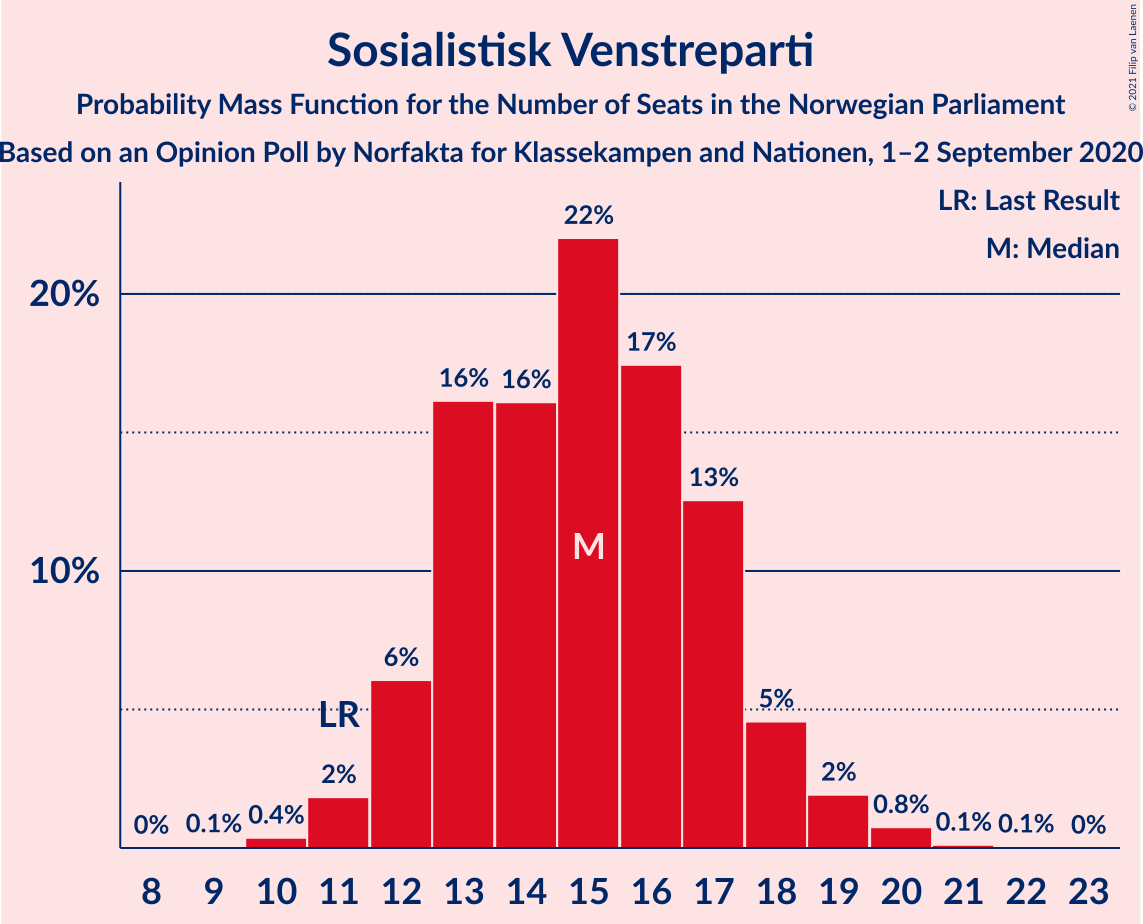 Sosialistisk Venstreparti
Probability Mass Function for the Number of Seats in the Norwegian Parliament
Based on an Opinion Poll by Norfakta for Klassekampen and Nationen, 1–2 September 2020
© 2021 Filip van Laenen
LR: Last Result
M: Median
20%
10%
0% 0.1% 0.4% 2% 6% 16% 16% 22% 17% 13% 5% 2% 0.8% 0.1% 0.1% 0%
LR
M
8 9 10 11 12 13 14 15 16 17 18 19 20 21 22 23